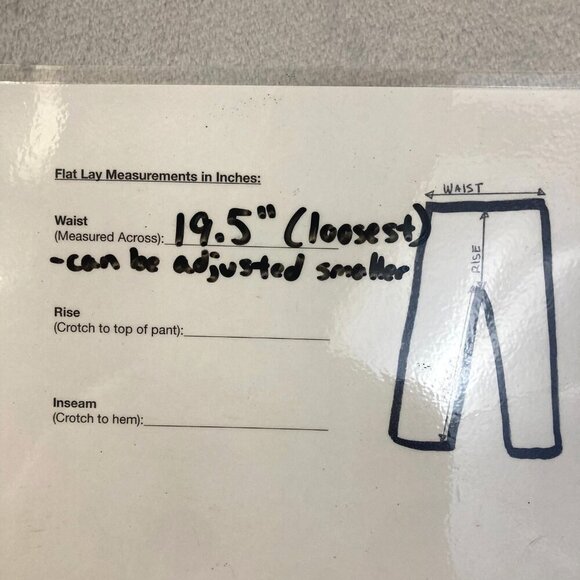 Flat Lay Measurements in Inches:
WAIST
Waist
(Measured Across): 19.5" (loosest)
-can be adjusted smaller
RISE
Rise
(Crotch to top of pant):
Inseam
(Crotch to hem):